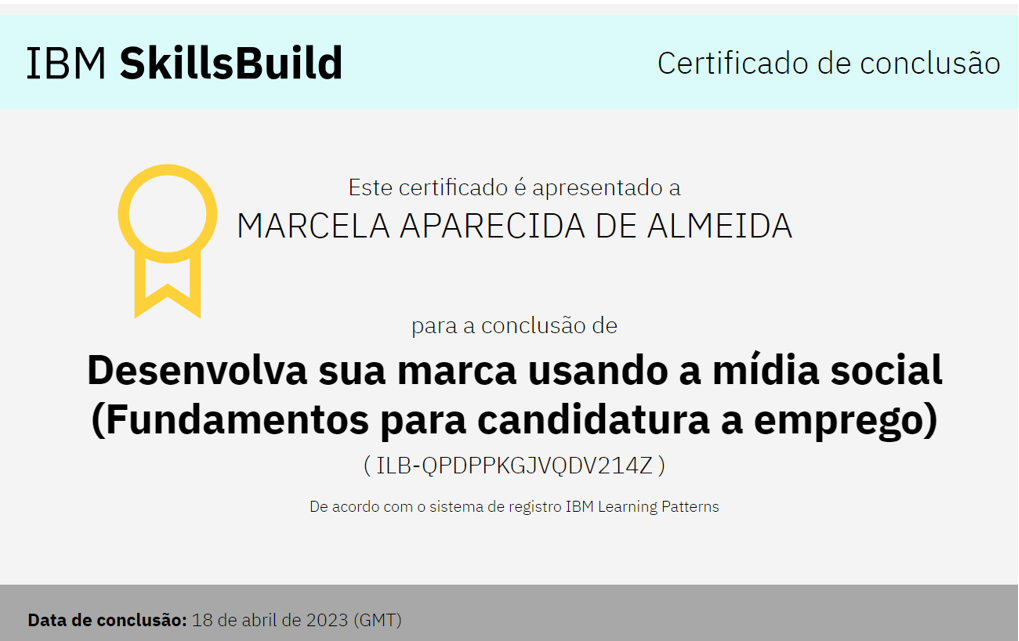 IBM SkillsBuild
Certificado de conclusão
Este certificado é apresentado a
MARCELA APARECIDA DE ALMEIDA
para a conclusão de
Desenvolva sua marca usando a mídia social
(Fundamentos para candidatura a emprego)
( ILB-QPDPPKGJVQDV214Z )
De acordo com o sistema de registro IBM Learning Patterns
Data de conclusão: 18 de abril de 2023 (GMT)